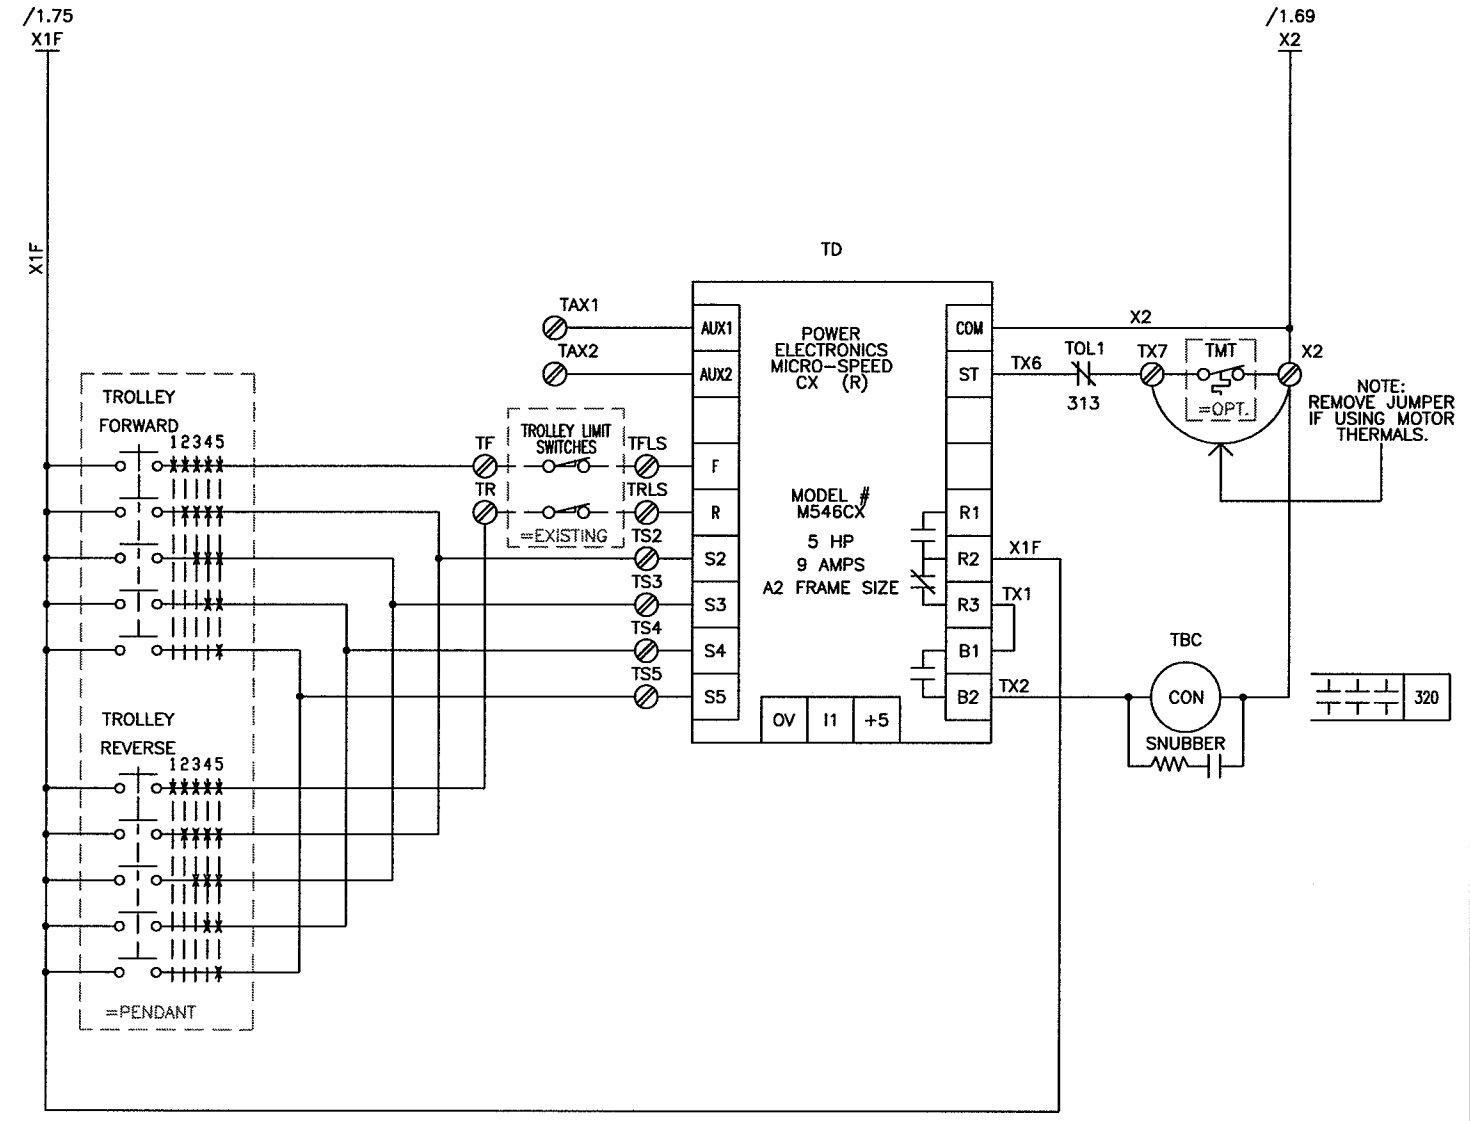 /1.75
X1F
/1.69
X2
X1F
TD
TAX1
AUX1
TAX2
AUX2
POWER
ELECTRONICS
MICRO-SPEED
CX (R)
COM
X2
ST
TX6
TOL1
313
TX7
TMT
=OPT.
X2
NOTE:
REMOVE JUMPER
IF USING MOTOR
THERMALS.
TROLLEY
FORWARD
12345
TROLLEY LIMIT
SWITCHES
TF
TFLS
F
TR
TRLS
R
=EXISTING
TS2
S2
TS3
S3
TS4
S4
TS5
S5
MODEL #
M546CX
5 HP
9 AMPS
A2 FRAME SIZE
R1
R2
X1F
R3
TX1
B1
B2
TX2
0V
I1
+5
TBC
CON
SNUBBER
320
TROLLEY
REVERSE
12345
=PENDANT